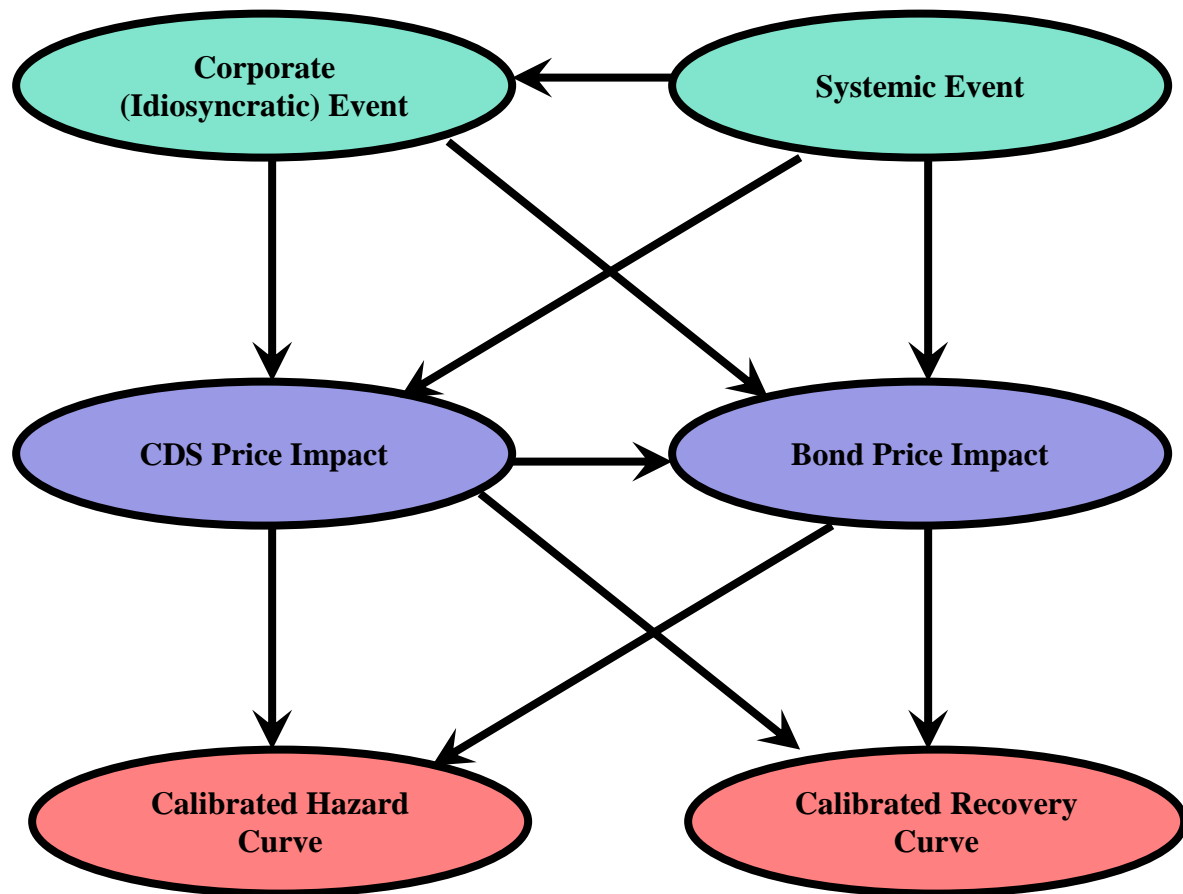 Corporate
(Idiosyncratic) Event
Systemic Event
CDS Price Impact
Bond Price Impact
Calibrated Hazard
Curve
Calibrated Recovery
Curve